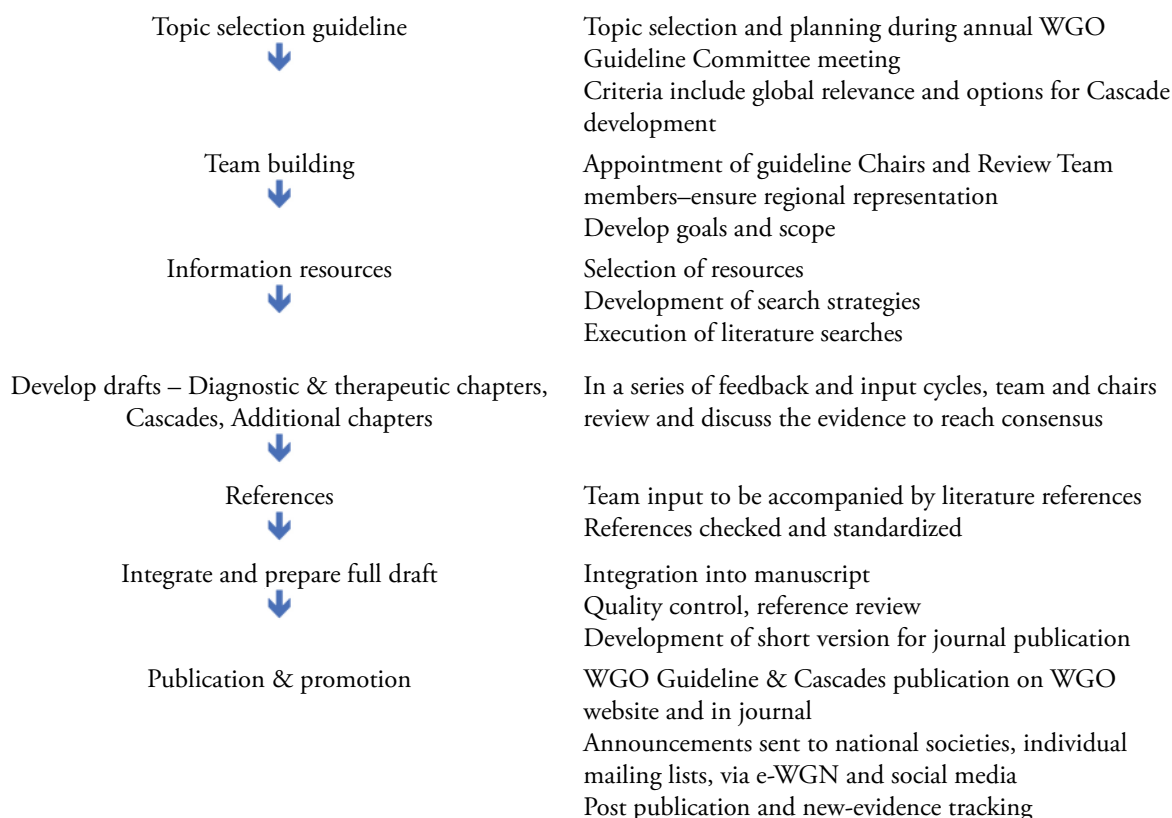 Topic selection guideline
Topic selection and planning during annual WGO
Guideline Committee meeting
Criteria include global relevance and options for Cascade
development
Team building
Appointment of guideline Chairs and Review Team
members–ensure regional representation
Develop goals and scope
Information resources
Selection of resources
Development of search strategies
Execution of literature searches
Develop drafts – Diagnostic & therapeutic chapters,
Cascades, Additional chapters
In a series of feedback and input cycles, team and chairs
review and discuss the evidence to reach consensus
References
Team input to be accompanied by literature references
References checked and standardized
Integrate and prepare full draft
Integration into manuscript
Quality control, reference review
Development of short version for journal publication
Publication & promotion
WGO Guideline & Cascades publication on WGO
website and in journal
Announcements sent to national societies, individual
mailing lists, via e-WGN and social media
Post publication and new-evidence tracking